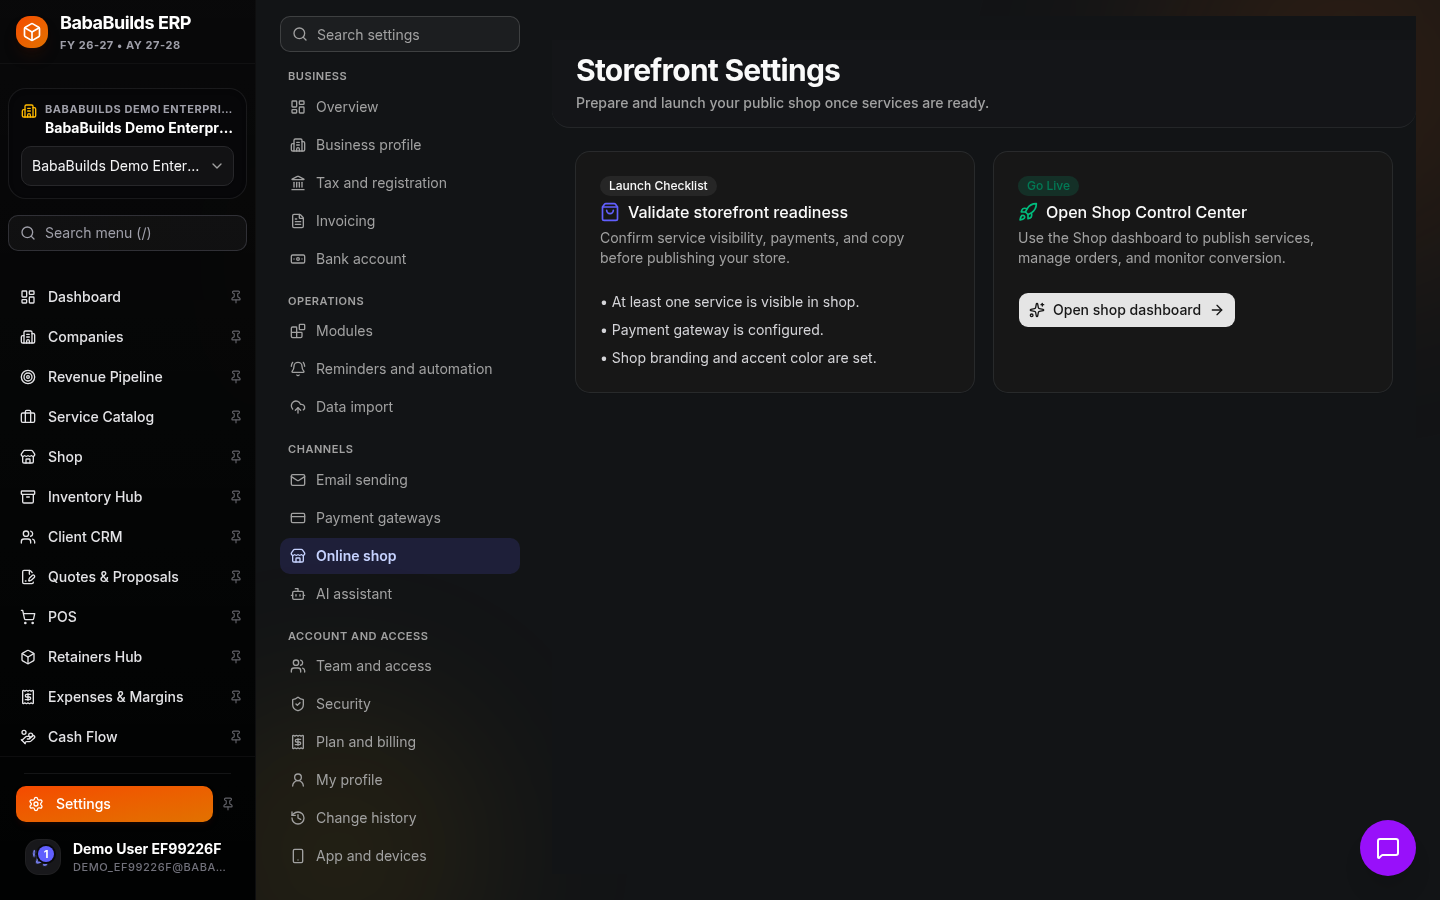 BabaBuilds ERP
FY 26-27 • AY 27-28
BABABUILDS DEMO ENTERPRI...
BabaBuilds Demo Enterpr...
BabaBuilds Demo Enter...
Search menu (/)
Dashboard
Companies
Revenue Pipeline
Service Catalog
Shop
Inventory Hub
Client CRM
Quotes & Proposals
POS
Retainers Hub
Expenses & Margins
Cash Flow
Settings
1
Demo User EF99226F
DEMO_EF99226F@BABA...
Search settings
BUSINESS
Overview
Business profile
Tax and registration
Invoicing
Bank account
OPERATIONS
Modules
Reminders and automation
Data import
CHANNELS
Email sending
Payment gateways
Online shop
AI assistant
ACCOUNT AND ACCESS
Team and access
Security
Plan and billing
My profile
Change history
App and devices
Storefront Settings
Prepare and launch your public shop once services are ready.
Launch Checklist
Validate storefront readiness
Confirm service visibility, payments, and copy
before publishing your store.
• At least one service is visible in shop.
• Payment gateway is configured.
• Shop branding and accent color are set.
Go Live
Open Shop Control Center
Use the Shop dashboard to publish services,
manage orders, and monitor conversion.
Open shop dashboard